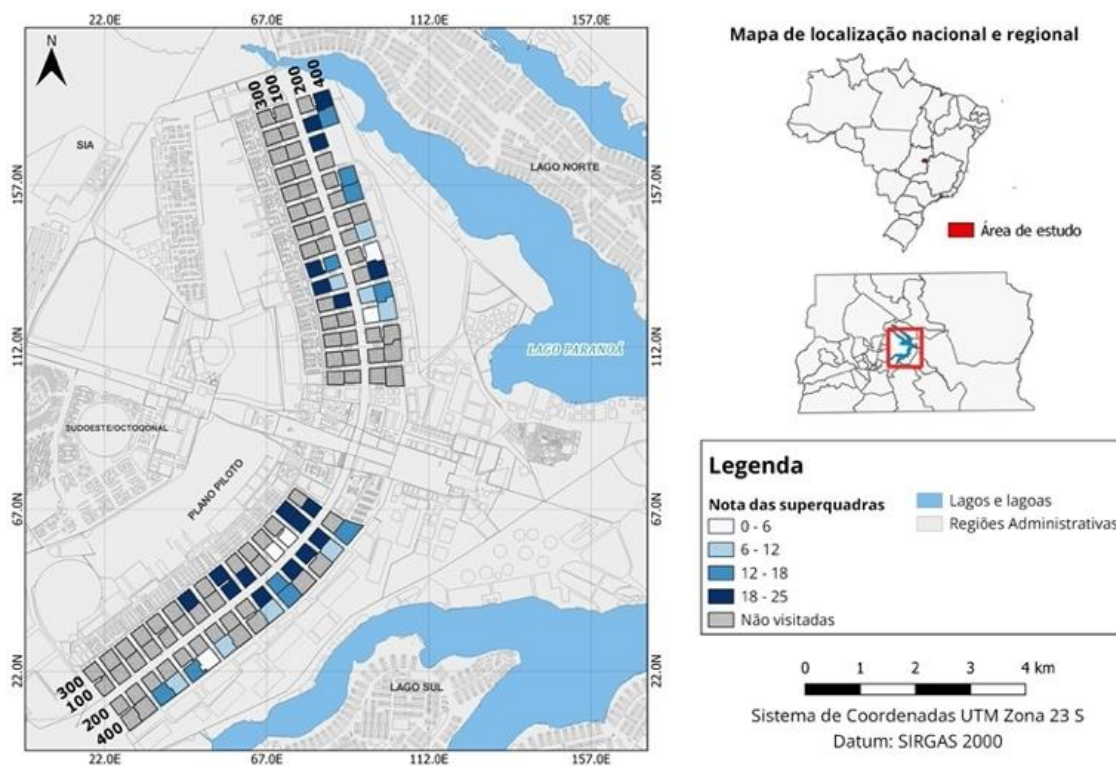 22.0E 67.0E 112.0E 157.0E
N
300
100
200
400
SIA
LAGO NORTE
157.0N
157.0N
112.0N
112.0N
LAGO PARANOÁ
SUDOESTE/OCTOGONAL
PLANO PILOTO
67.0N
67.0N
300
100
200
400
LAGO SUL
22.0N
22.0N
22.0E 67.0E 112.0E 157.0E
Mapa de localização nacional e regional
Área de estudo
Legenda
Nota das superquadras
0 - 6
6 - 12
12 - 18
18 - 25
Não visitadas
Lagos e lagoas
Regiões Administrativas
0 1 2 3 4 km
Sistema de Coordenadas UTM Zona 23 S
Datum: SIRGAS 2000